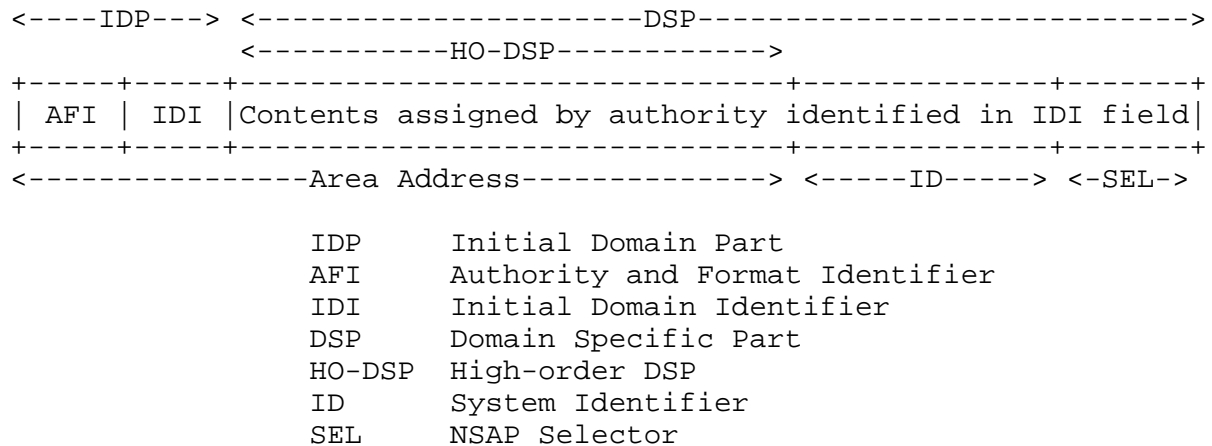 <----IDP---> <----------------------DSP---------------------------->
             <-----------HO-DSP------------>
+-----+-----+-------------------------------+--------------+-------+
| AFI | IDI |Contents assigned by authority identified in IDI field|
+-----+-----+-------------------------------+--------------+-------+
<----------------Area Address--------------> <-----ID-----> <-SEL->

                 IDP     Initial Domain Part
                 AFI     Authority and Format Identifier
                 IDI     Initial Domain Identifier
                 DSP     Domain Specific Part
                 HO-DSP  High-order DSP
                 ID      System Identifier
                 SEL     NSAP Selector